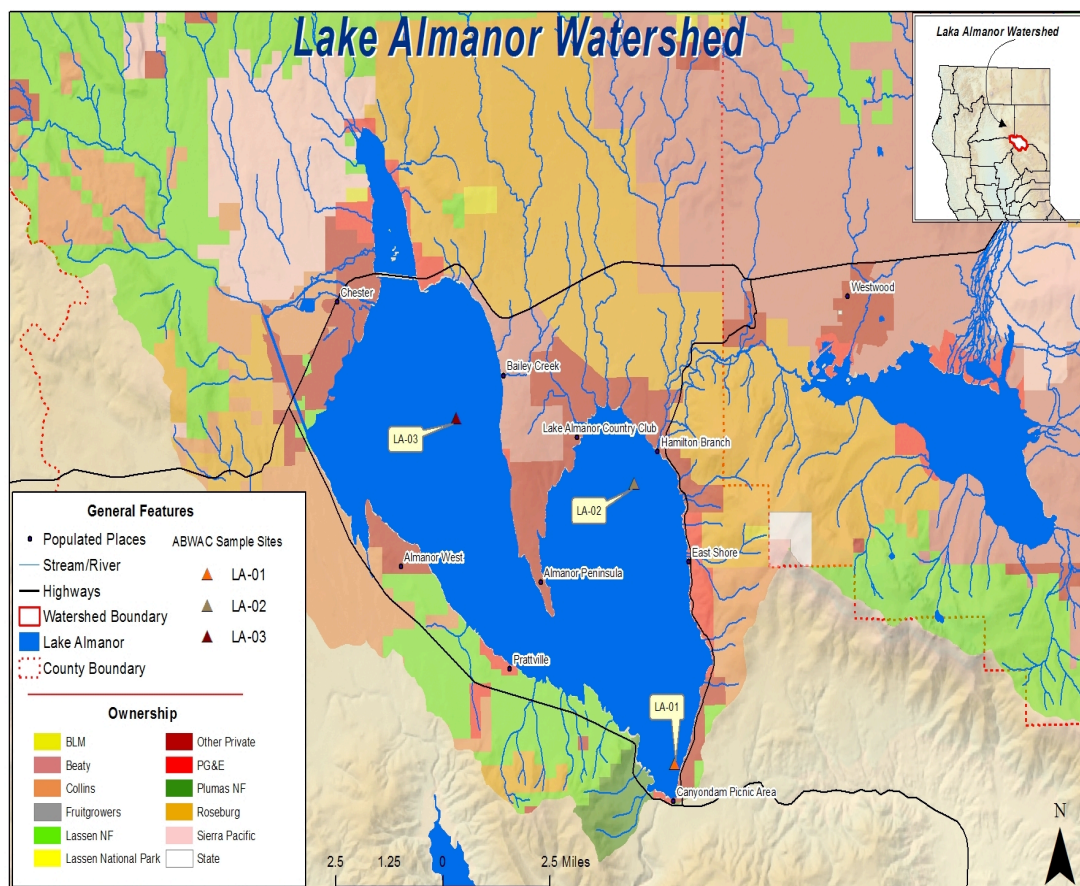 Lake Almanor Watershed
Laka Almanor Watershed
Chester
Westwood
Bailey Creek
LA-03
Lake Almanor Country Club
Hamilton Branch
LA-02
East Shore
Almanor West
Almanor Peninsula
Prattville
LA-01
Canyondam Picnic Area
General Features
Populated Places
Stream/River
Highways
Watershed Boundary
Lake Almanor
County Boundary
ABWAC Sample Sites
LA-01
LA-02
LA-03
Ownership
BLM
Beaty
Collins
Fruitgrowers
Lassen NF
Lassen National Park
Other Private
PG&E
Plumas NF
Roseburg
Sierra Pacific
State
2.5 1.25 0 2.5 Miles
N